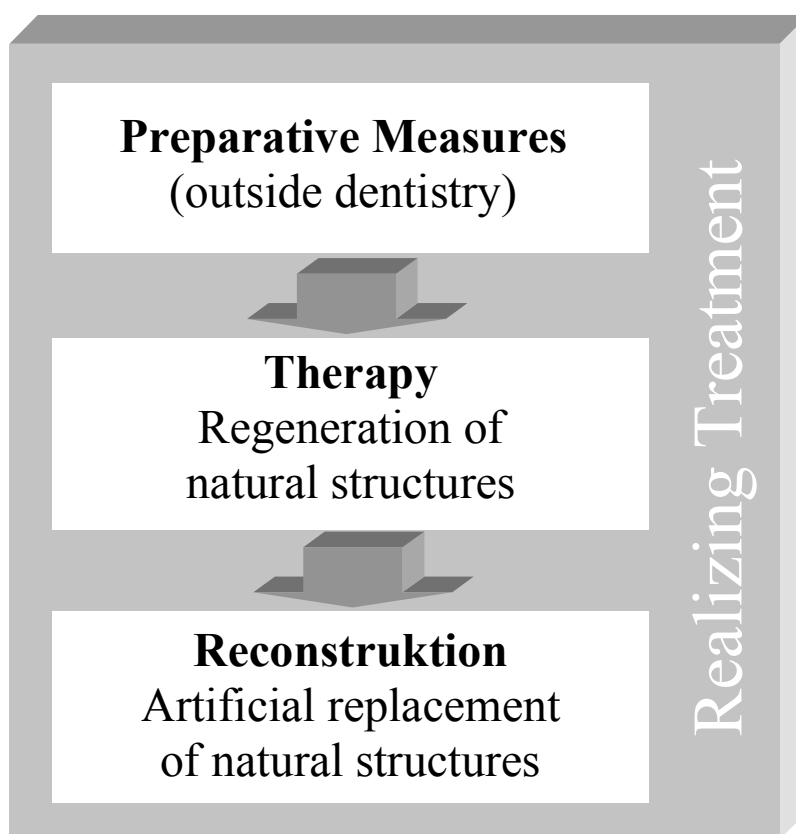 Preparative Measures
(outside dentistry)
Therapy
Regeneration of
natural structures
Reconstruktion
Artificial replacement
of natural structures
Realizing Treatment